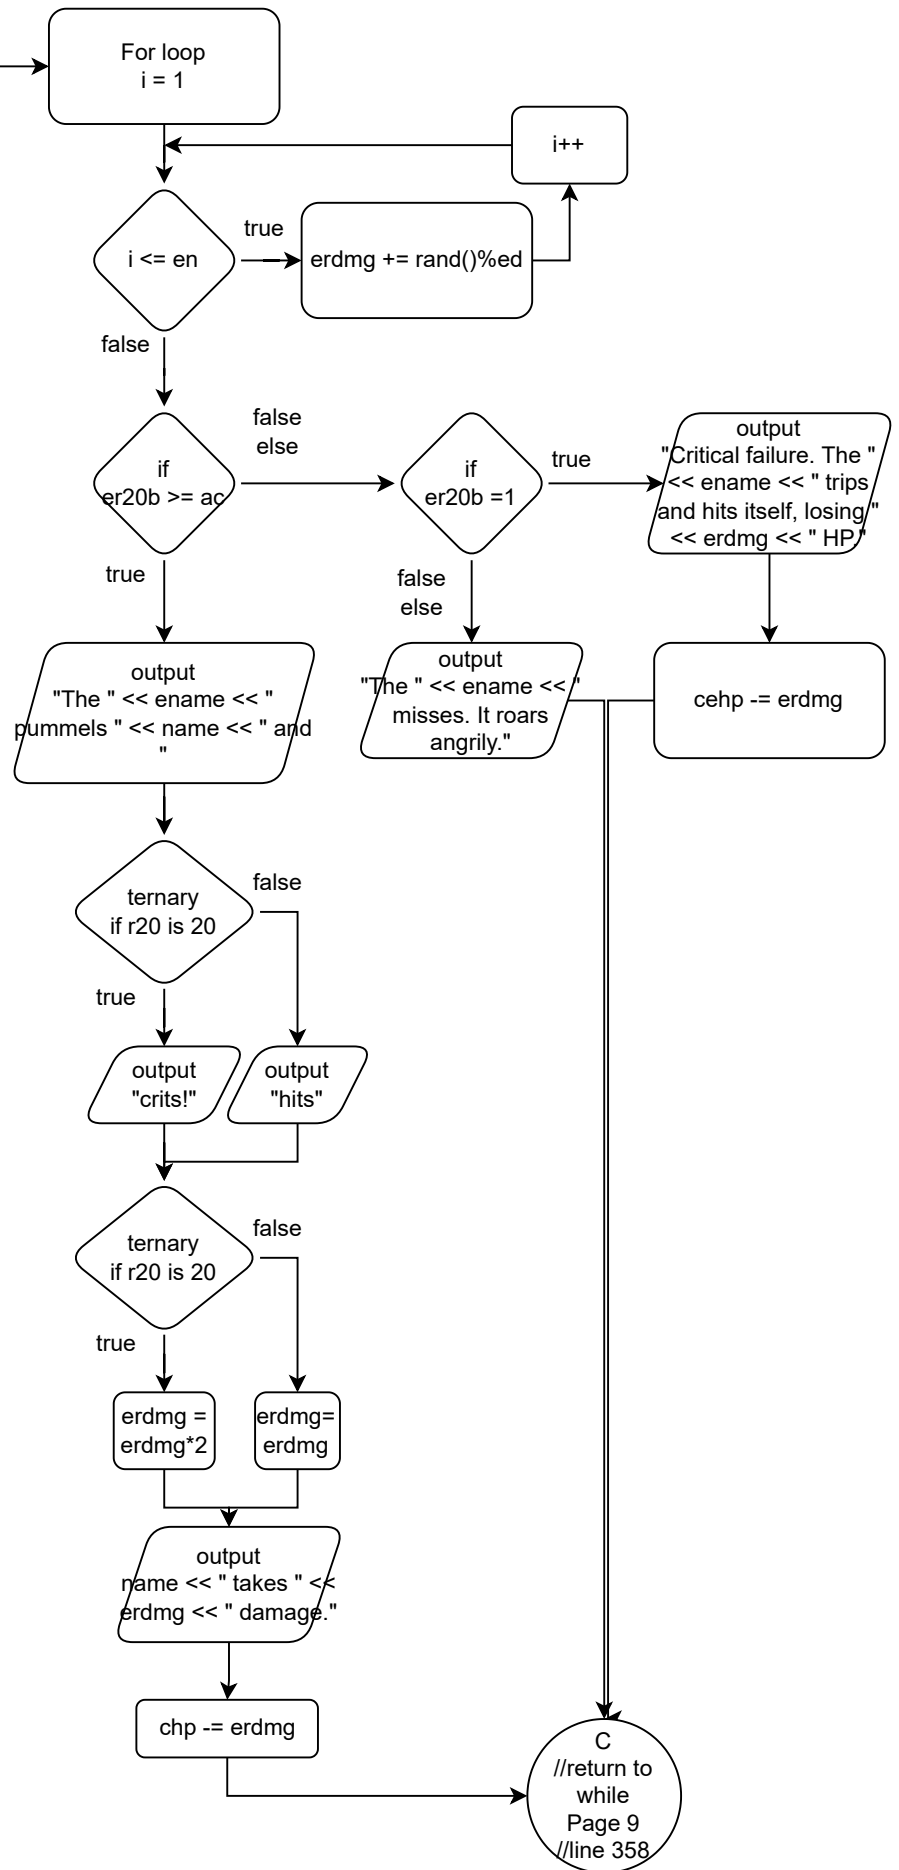 For loop
i = 1
i++
i <= en
true
erdmg += rand()%ed
false
if
er20b >= ac
false
else
if
er20b =1
true
output
"Critical failure. The "
<< ename << " trips
and hits itself, losing "
<< erdmg << " HP."
true
false
else
output
"The " << ename << "
pummels " << name << " and
"
output
"The " << ename << "
misses. It roars
angrily."
cehp -= erdmg
ternary
if r20 is 20
false
true
output
"crits!"
output
"hits"
ternary
if r20 is 20
false
true
erdmg =
erdmg*2
erdmg=
erdmg
output
name << " takes " <<
erdmg << " damage."
chp -= erdmg
C
//return to
while
Page 9
//line 358